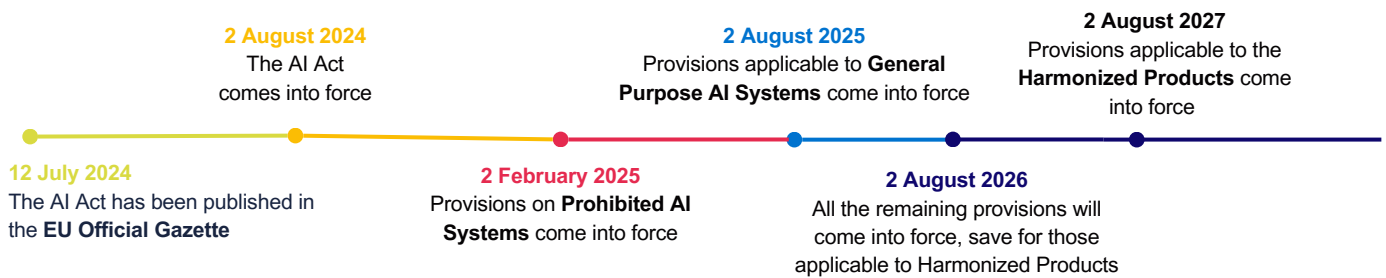 2 August 2024
The AI Act
comes into force
2 August 2025
Provisions applicable to General
Purpose AI Systems come into force
2 August 2027
Provisions applicable to the
Harmonized Products come
into force
12 July 2024
The AI Act has been published in
the EU Official Gazette
2 February 2025
Provisions on Prohibited AI
Systems come into force
2 August 2026
All the remaining provisions will
come into force, save for those
applicable to Harmonized Products